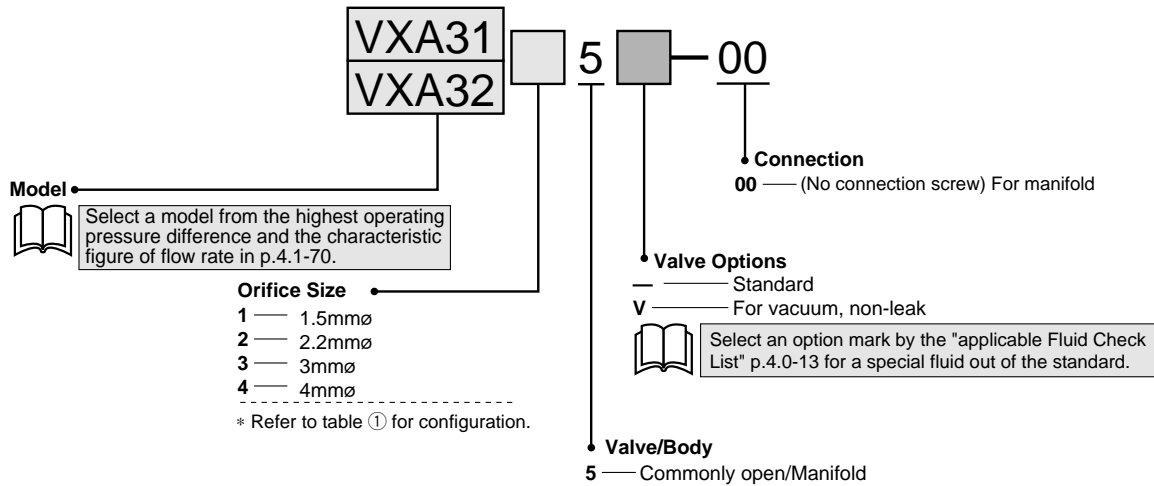 VXA31
VXA32
5
00
Connection
00 (No connection screw) For manifold
Model
Select a model from the highest operating
pressure difference and the characteristic
figure of flow rate in p.4.1-70.
Valve Options
— Standard
V For vacuum, non-leak
Select an option mark by the "applicable Fluid Check
List" p.4.0-13 for a special fluid out of the standard.
Orifice Size
1 1.5mmø
2 2.2mmø
3 3mmø
4 4mmø
* Refer to table ① for configuration.
Valve/Body
5 Commonly open/Manifold